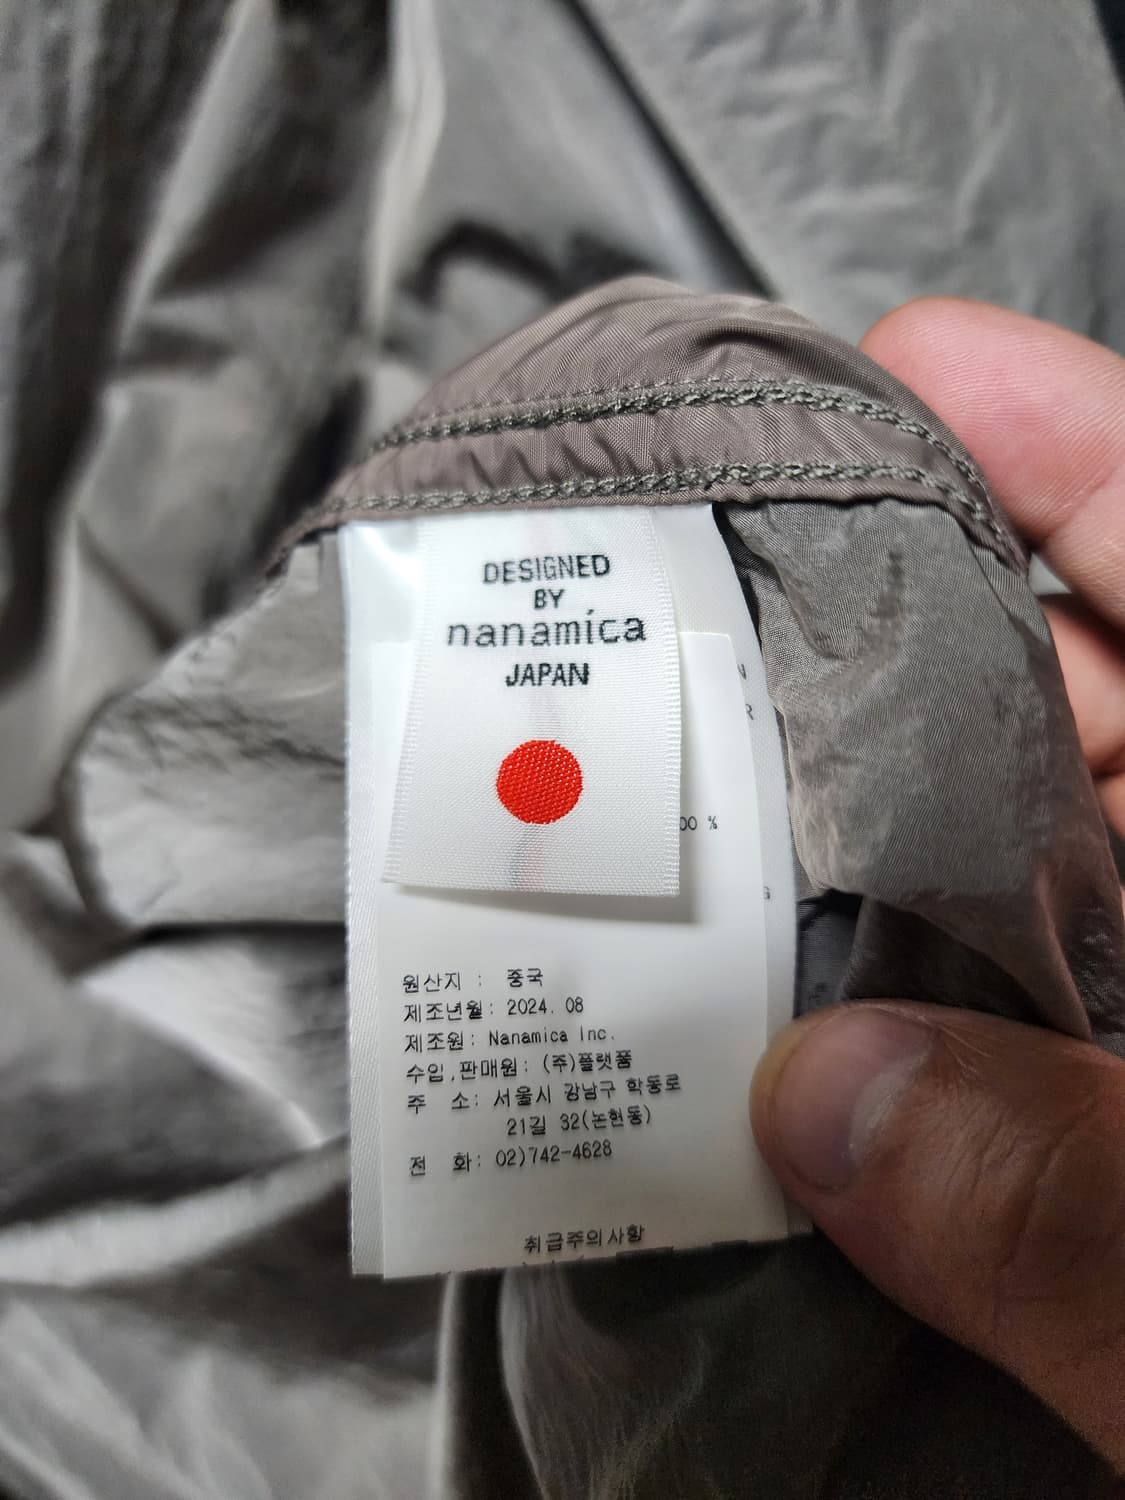 DESIGNED
BY
nanamica
JAPAN
N
R
00 %
G
원산지 : 중국
제조년월: 2024. 08
제조원: Nanamica Inc.
수입,판매원: (주)플랫폼
주 소: 서울시 강남구 학동로
21길 32(논현동)
전 화: 02)742-4628
취급주의사항